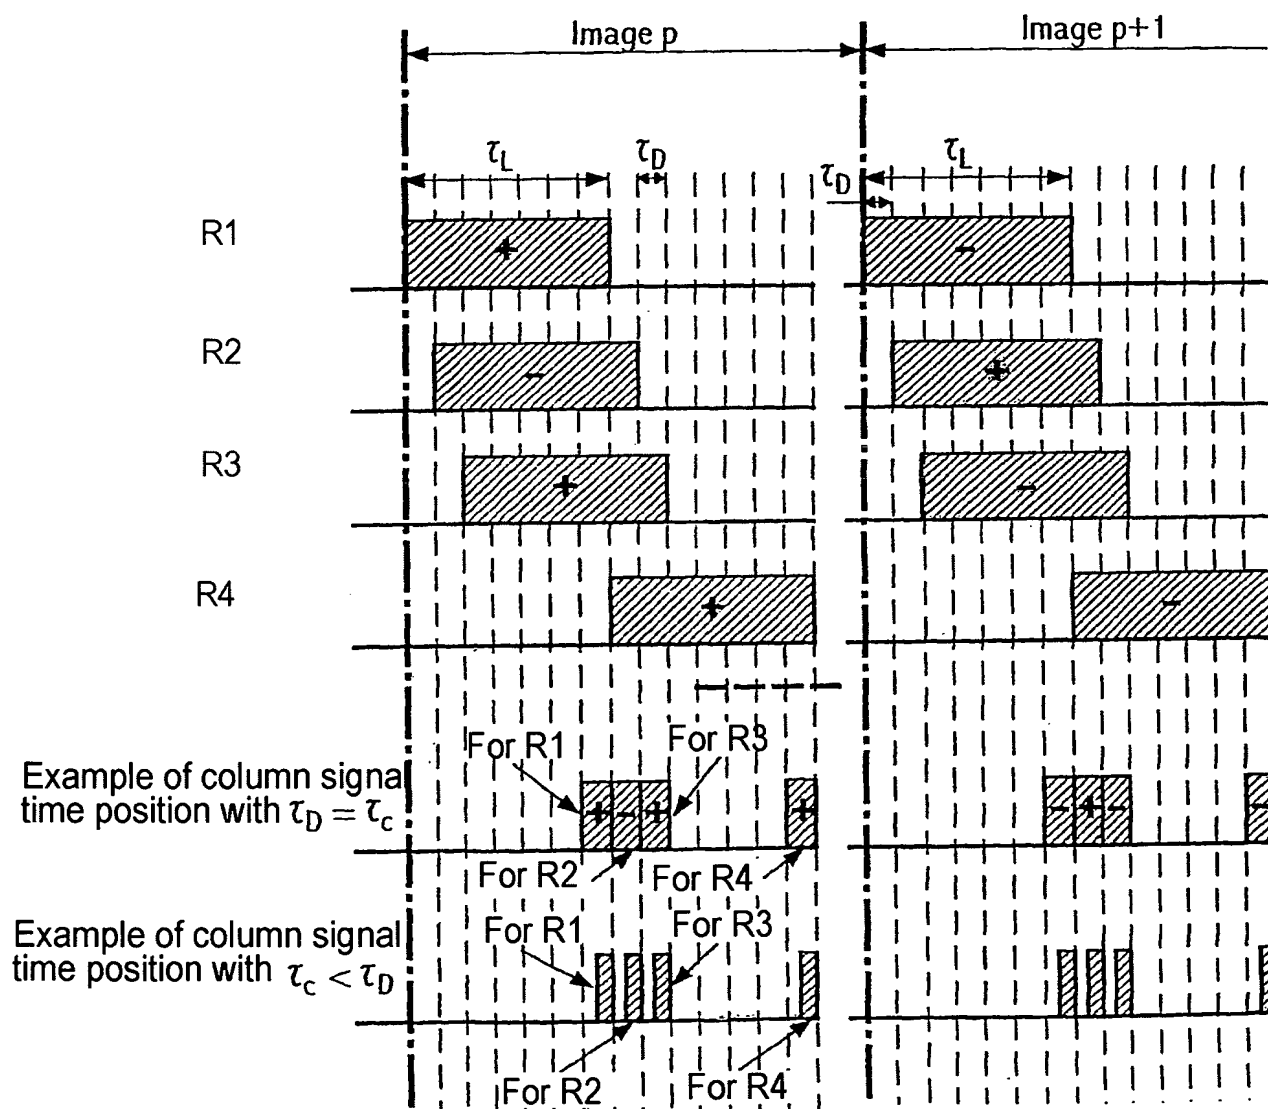 Image p
Image p+1
τL
τD
τL
τD
R1
+
-
R2
-
+
R3
+
-
R4
+
-
For R1
For R3
Example of column signal
time position with τD = τc
+ - +
+
- + -
-
For R2
For R4
Example of column signal
time position with τc < τD
For R1
For R3
For R2
For R4